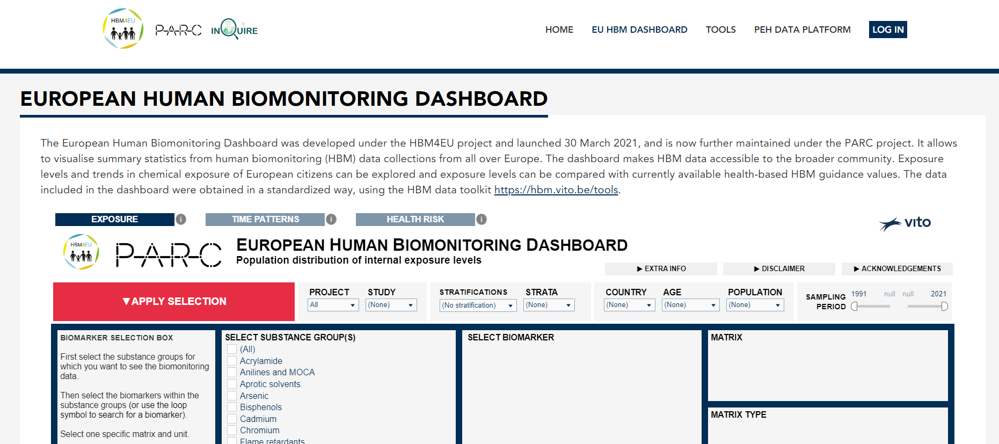 HBM4EU
PARC
INQUIRE
HOME
EU HBM DASHBOARD
TOOLS
PEH DATA PLATFORM
LOG IN
EUROPEAN HUMAN BIOMONITORING DASHBOARD
The European Human Biomonitoring Dashboard was developed under the HBM4EU project and launched 30 March 2021, and is now further maintained under the PARC project. It allows
to visualise summary statistics from human biomonitoring (HBM) data collections from all over Europe. The dashboard makes HBM data accessible to the broader community. Exposure
levels and trends in chemical exposure of European citizens can be explored and exposure levels can be compared with currently available health-based HBM guidance values. The data
included in the dashboard were obtained in a standardized way, using the HBM data toolkit https://hbm.vito.be/tools.
EXPOSURE
i
TIME PATTERNS
i
HEALTH RISK
i
vito
HBM4EU
P-A-R-C
EUROPEAN HUMAN BIOMONITORING DASHBOARD
Population distribution of internal exposure levels
▶ EXTRA INFO
▶ DISCLAIMER
▶ ACKNOWLEDGEMENTS
▼APPLY SELECTION
PROJECT
All
STUDY
(None)
STRATIFICATIONS
(No stratification)
STRATA
(None)
COUNTRY
(None)
AGE
(None)
POPULATION
(None)
SAMPLING
PERIOD
1991
null
null
2021
BIOMARKER SELECTION BOX
First select the substance groups for
which you want to see the biomonitoring
data.
Then select the biomarkers within the
substance groups (or use the loop
symbol to search for a biomarker).
Select one specific matrix and unit.
SELECT SUBSTANCE GROUP(S)
(All)
Acrylamide
Anilines and MOCA
Aprotic solvents
Arsenic
Bisphenols
Cadmium
Chromium
Flame retardants
SELECT BIOMARKER
MATRIX
MATRIX TYPE